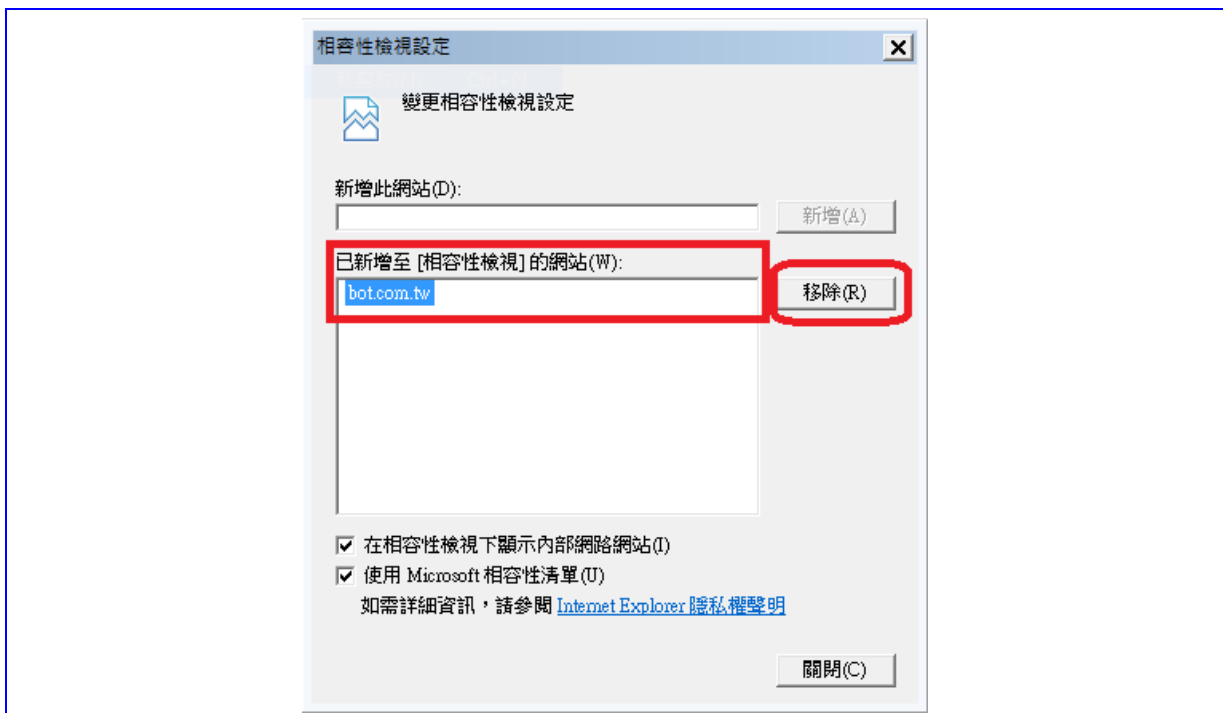 相容性檢視設定
變更相容性檢視設定
新增此網站(D):
新增(A)
已新增至 [相容性檢視] 的網站(W):
bot.com.tw
移除(R)
在相容性檢視下顯示內部網路網站(I)
使用 Microsoft 相容性清單(U)
如需詳細資訊，請參閱 Internet Explorer 隱私權聲明
關閉(C)